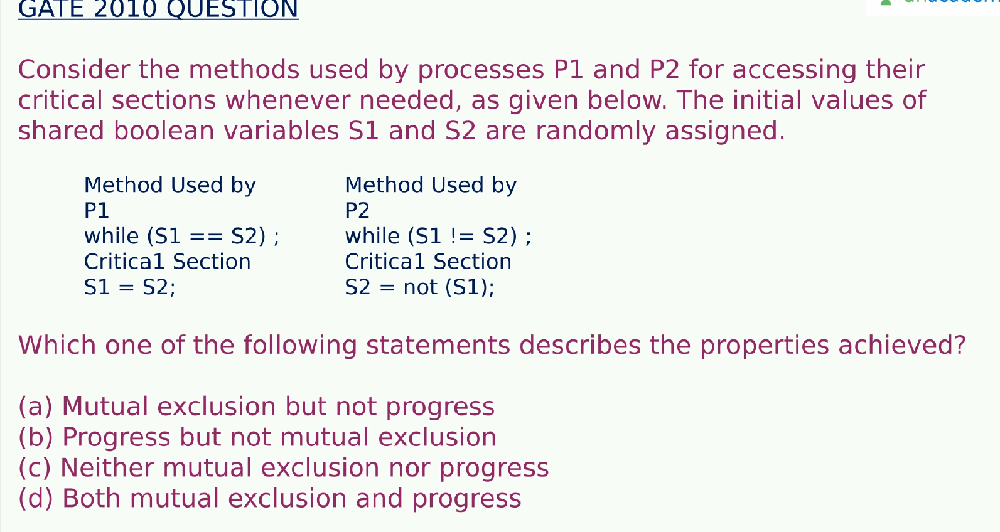 GATE 2010 QUESTION
Consider the methods used by processes P1 and P2 for accessing their
critical sections whenever needed, as given below. The initial values of
shared boolean variables S1 and S2 are randomly assigned.
Method Used by
P1
while (S1 == S2) ;
Critica1 Section
S1 = S2;
Method Used by
P2
while (S1 != S2) ;
Critica1 Section
S2 = not (S1);
Which one of the following statements describes the properties achieved?
(a) Mutual exclusion but not progress
(b) Progress but not mutual exclusion
(c) Neither mutual exclusion nor progress
(d) Both mutual exclusion and progress